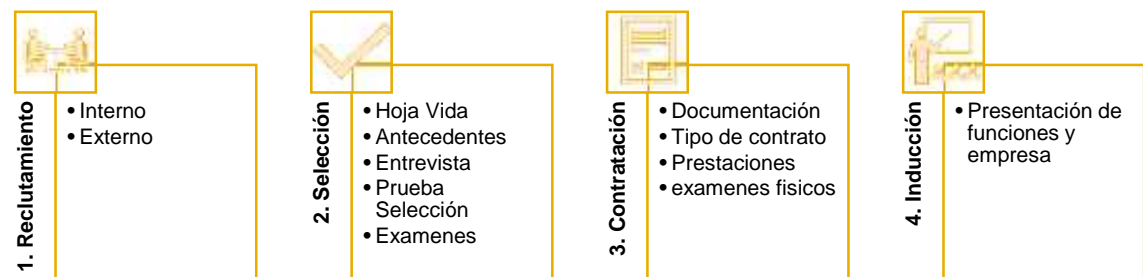 1. Reclutamiento
• Interno
• Externo
2. Selección
• Hoja Vida
• Antecedentes
• Entrevista
• Prueba
Selección
• Examenes
3. Contratación
• Documentación
• Tipo de contrato
• Prestaciones
• examenes fisicos
4. Inducción
• Presentación de
funciones y
empresa